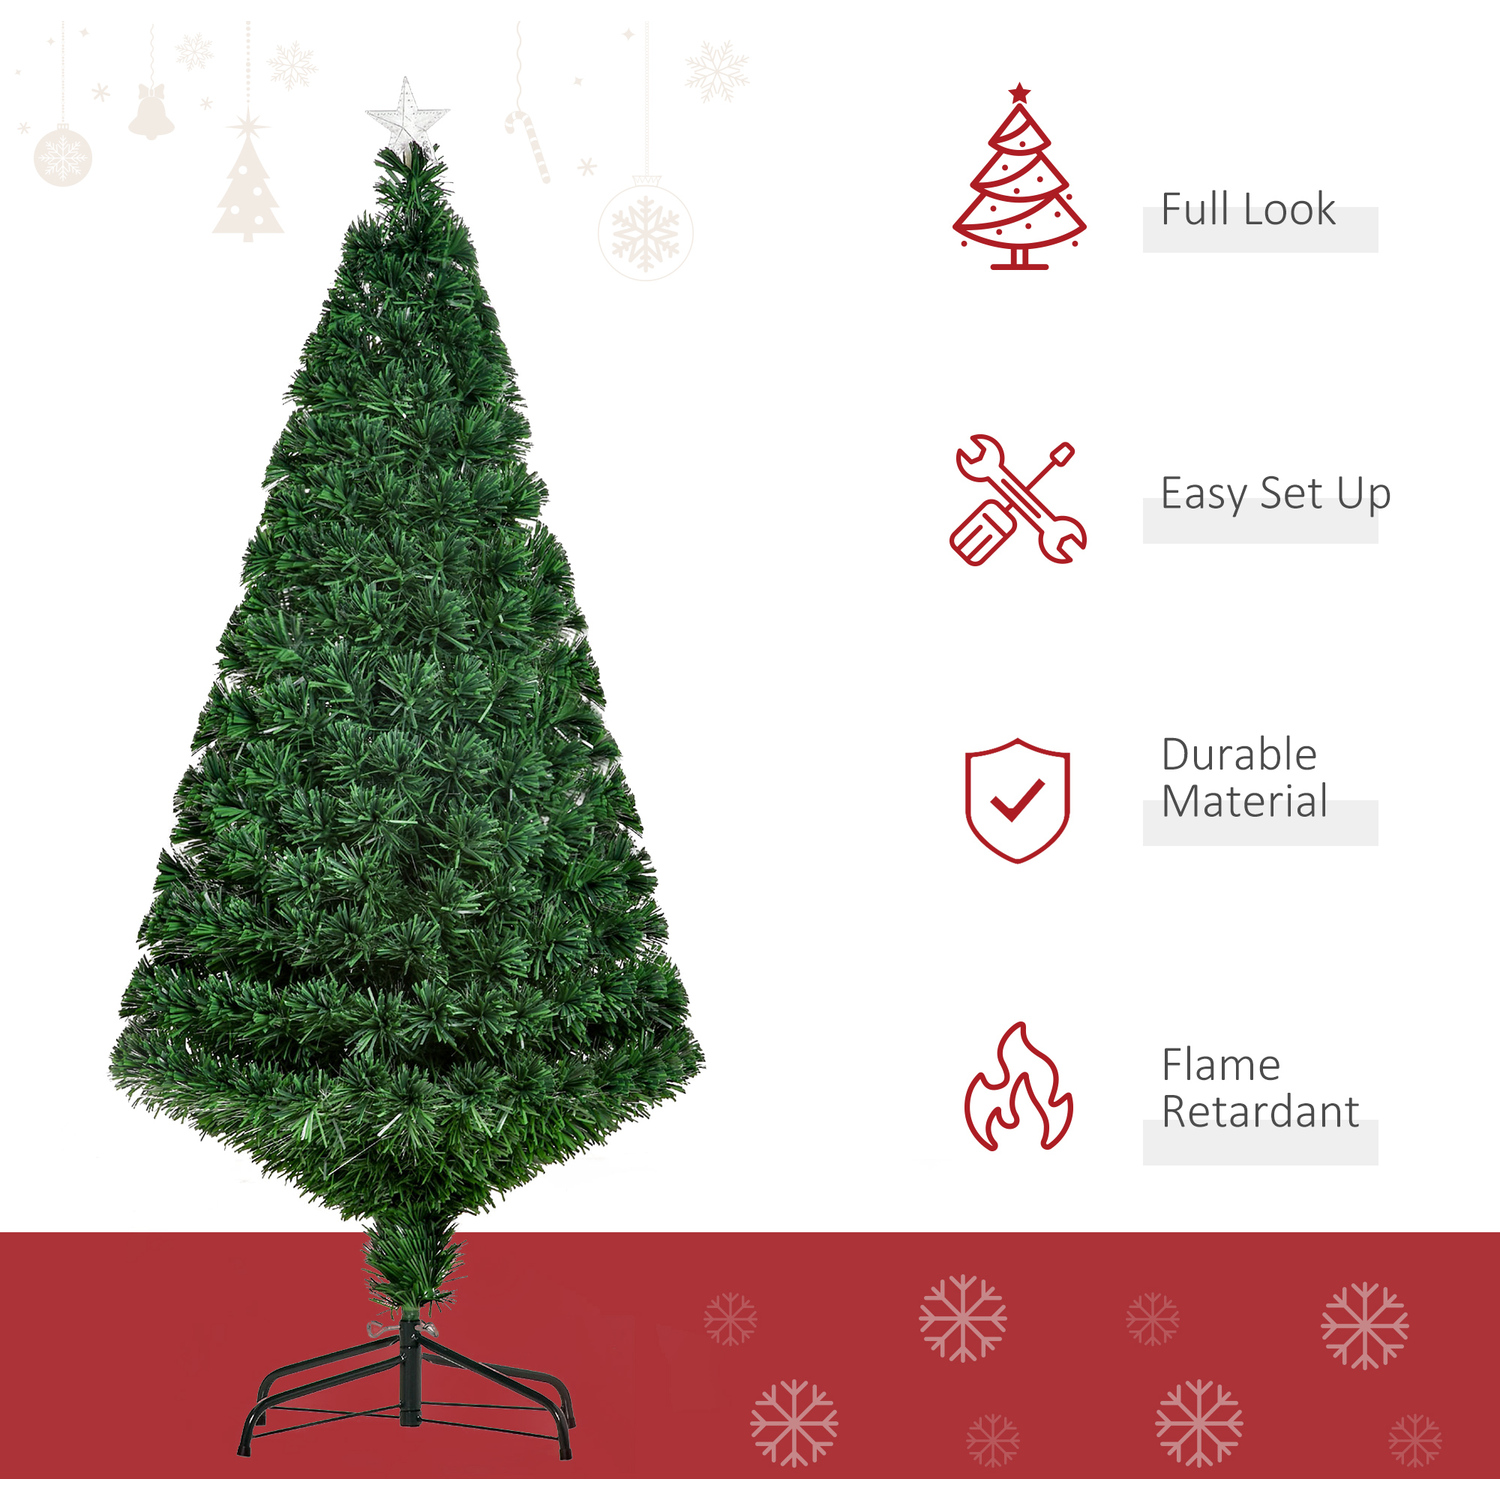 Full Look
Easy Set Up
Durable
Material
Flame
Retardant